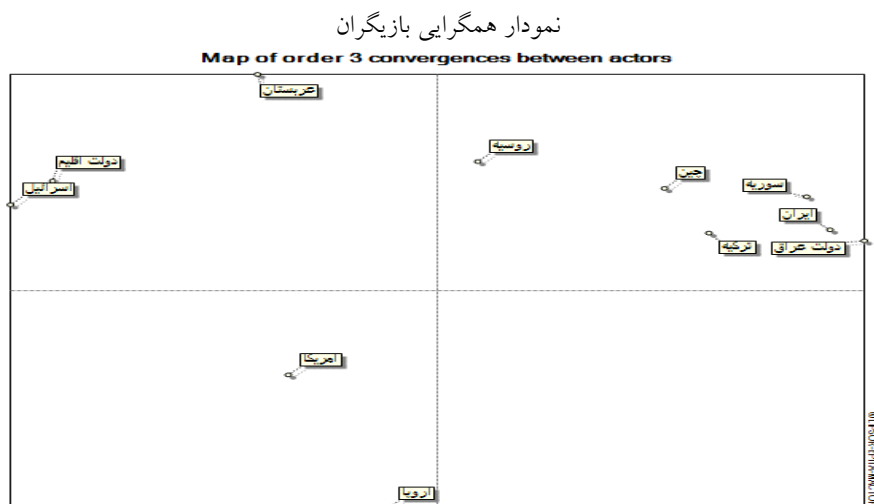 نمودار همگرایی بازیگران
Map of order 3 convergences between actors
عربستان
روسیه
دولت اقلیم
چین
سوریه
اسرائیل
ایران
ترکیه
دولت عراق
امریکا
اروپا